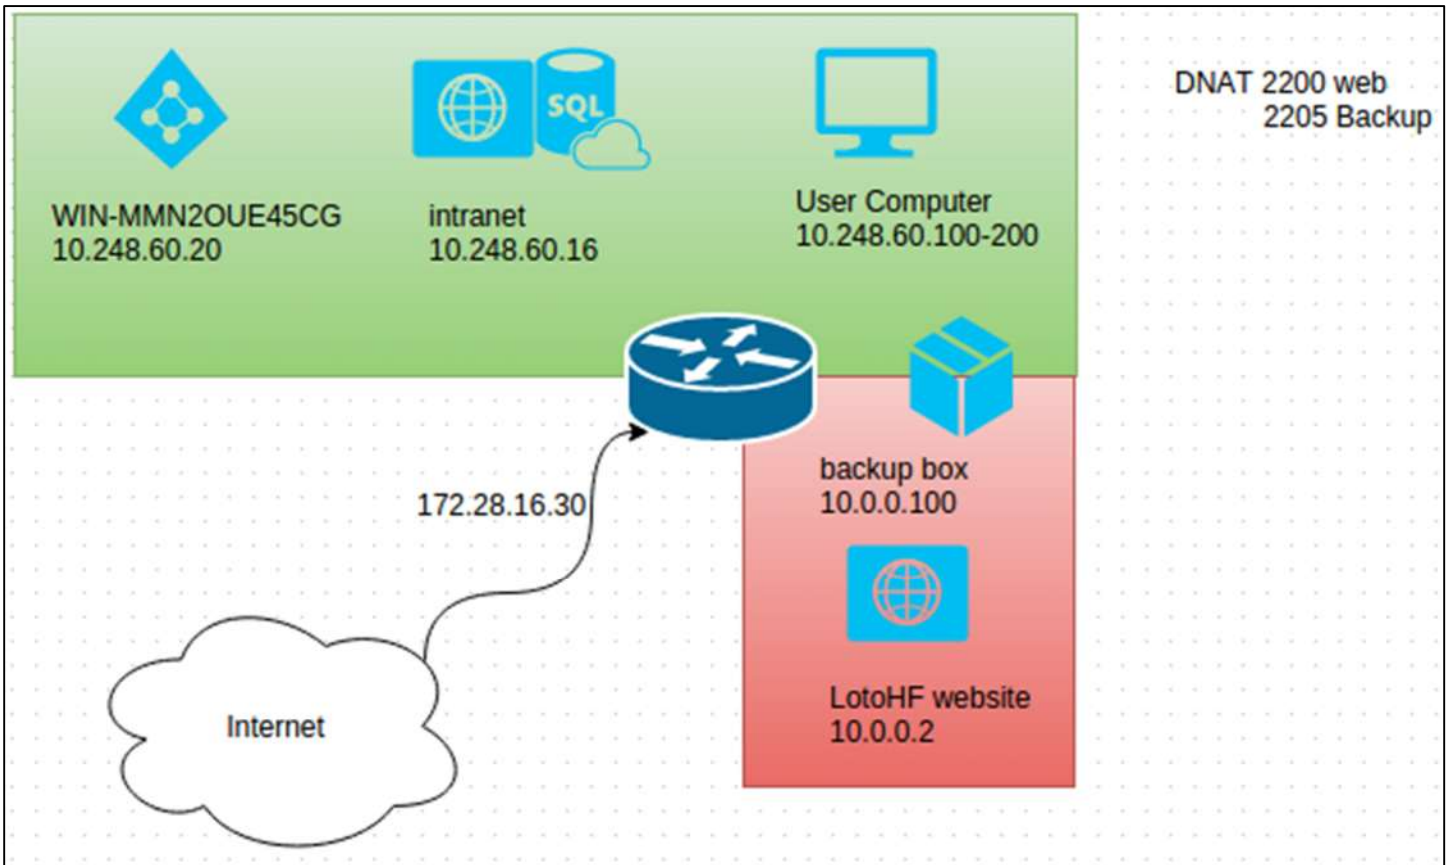 DNAT 2200 web
2205 Backup
SQL
WIN-MMN2OUE45CG
10.248.60.20
intranet
10.248.60.16
User Computer
10.248.60.100-200
backup box
10.0.0.100
172.28.16.30
LotoHF website
10.0.0.2
Internet